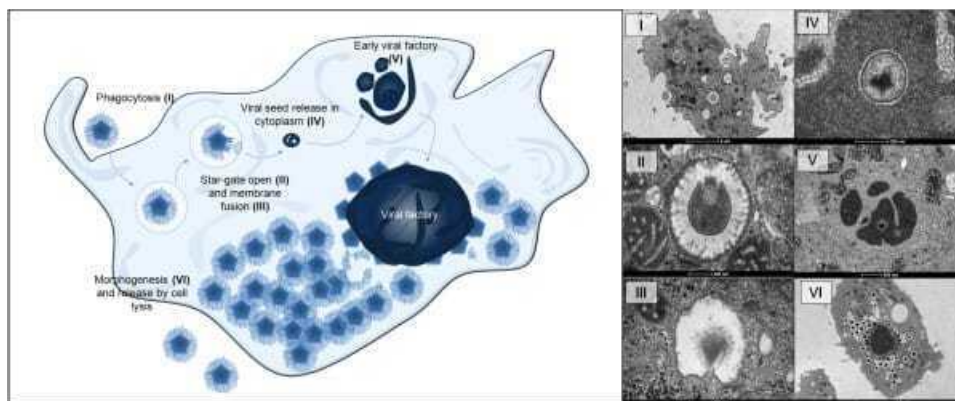 Early viral factory
(V)
Phagocytosis (I)
Viral seed release in
cytoplasm (IV)
Star-gate open (II)
and membrane
fusion (III)
Viral factory
Morphogenesis (VI)
and release by cell
lysis
I
IV
II
V
III
VI